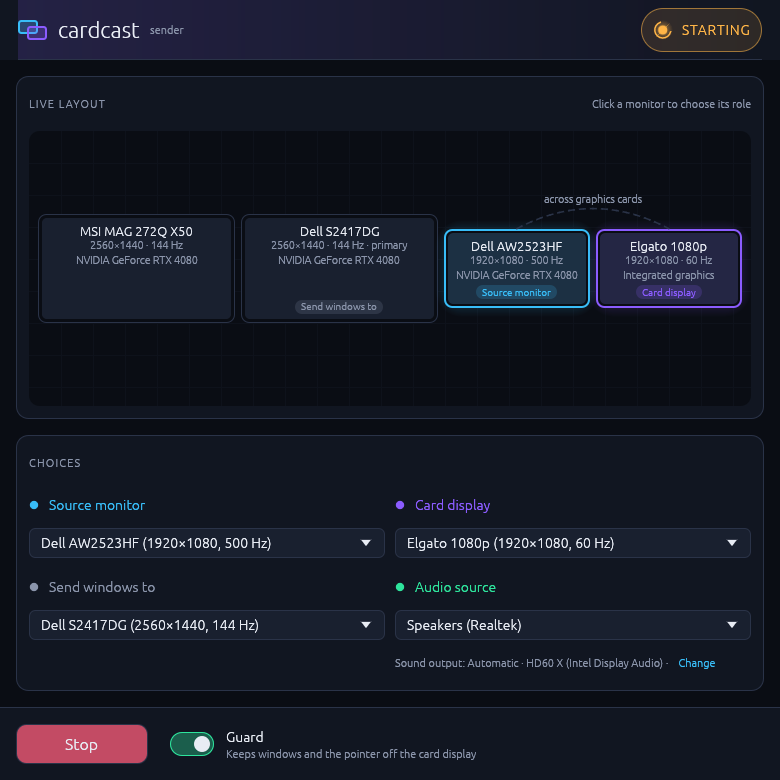 cardcast sender
STARTING
LIVE LAYOUT
Click a monitor to choose its role
across graphics cards
MSI MAG 272Q X50
2560×1440 · 144 Hz
NVIDIA GeForce RTX 4080
Dell S2417DG
2560×1440 · 144 Hz · primary
NVIDIA GeForce RTX 4080
Send windows to
Dell AW2523HF
1920×1080 · 500 Hz
NVIDIA GeForce RTX 4080
Source monitor
Elgato 1080p
1920×1080 · 60 Hz
Integrated graphics
Card display
CHOICES
Source monitor
Dell AW2523HF (1920×1080, 500 Hz)
Card display
Elgato 1080p (1920×1080, 60 Hz)
Send windows to
Dell S2417DG (2560×1440, 144 Hz)
Audio source
Speakers (Realtek)
Sound output: Automatic · HD60 X (Intel Display Audio) · Change
Stop
Guard
Keeps windows and the pointer off the card display